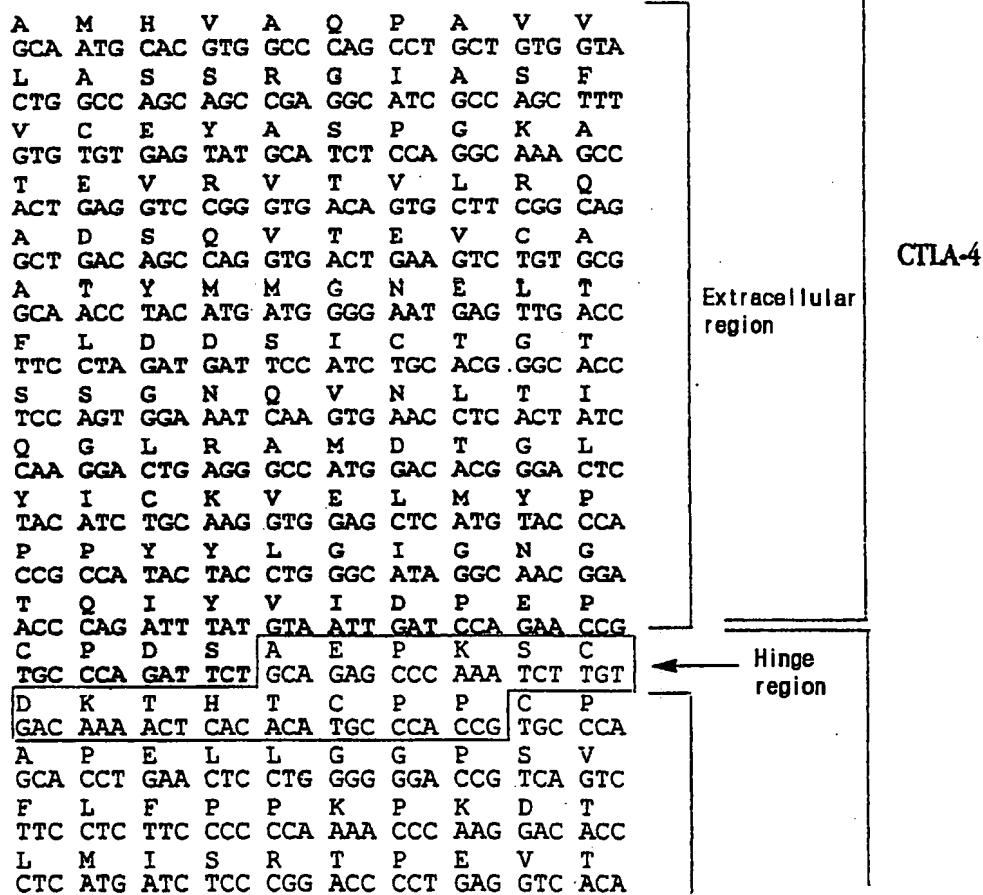 A M H V A Q P A V V
GCA ATG CAC GTG GCC CAG CCT GCT GTG GTA
L A S S R G I A S F
CTG GCC AGC AGC CGA GGC ATC GCC AGC TTT
V C E Y A S P G K A
GTG TGT GAG TAT GCA TCT CCA GGC AAA GCC
T E V R V T V L R Q
ACT GAG GTC CGG GTG ACA GTG CTT CGG CAG
A D S Q V T E V C A
GCT GAC AGC CAG GTG ACT GAA GTC TGT GCG
A T Y M M G N E L T
GCA ACC TAC ATG ATG GGG AAT GAG TTG ACC
F L D D S I C T G T
TTC CTA GAT GAT TCC ATC TGC ACG GGC ACC
S S G N Q V N L T I
TCC AGT GGA AAT CAA GTG AAC CTC ACT ATC
Q G L R A M D T G L
CAA GGA CTG AGG GCC ATG GAC ACG GGA CTC
Y I C K V E L M Y P
TAC ATC TGC AAG GTG GAG CTC ATG TAC CCA
P P Y Y L G I G N G
CCG CCA TAC TAC CTG GGC ATA GGC AAC GGA
T Q I Y V I D P E P
ACC CAG ATT TAT GTA ATT GAT CCA GAA CCG
C P D S A E P K S C
TGC CCA GAT TCT GCA GAG CCC AAA TCT TGT
D K T H T C P P C P
GAC AAA ACT CAC ACA TGC CCA CCG TGC CCA
A P E L L G G P S V
GCA CCT GAA CTC CTG GGG GGA CCG TCA GTC
F L F P P K P K D T
TTC CTC TTC CCC CCA AAA CCC AAG GAC ACC
L M I S R T P E V T
CTC ATG ATC TCC CGG ACC CCT GAG GTC ACA
Extracellular
region
CTLA-4
Hinge
region